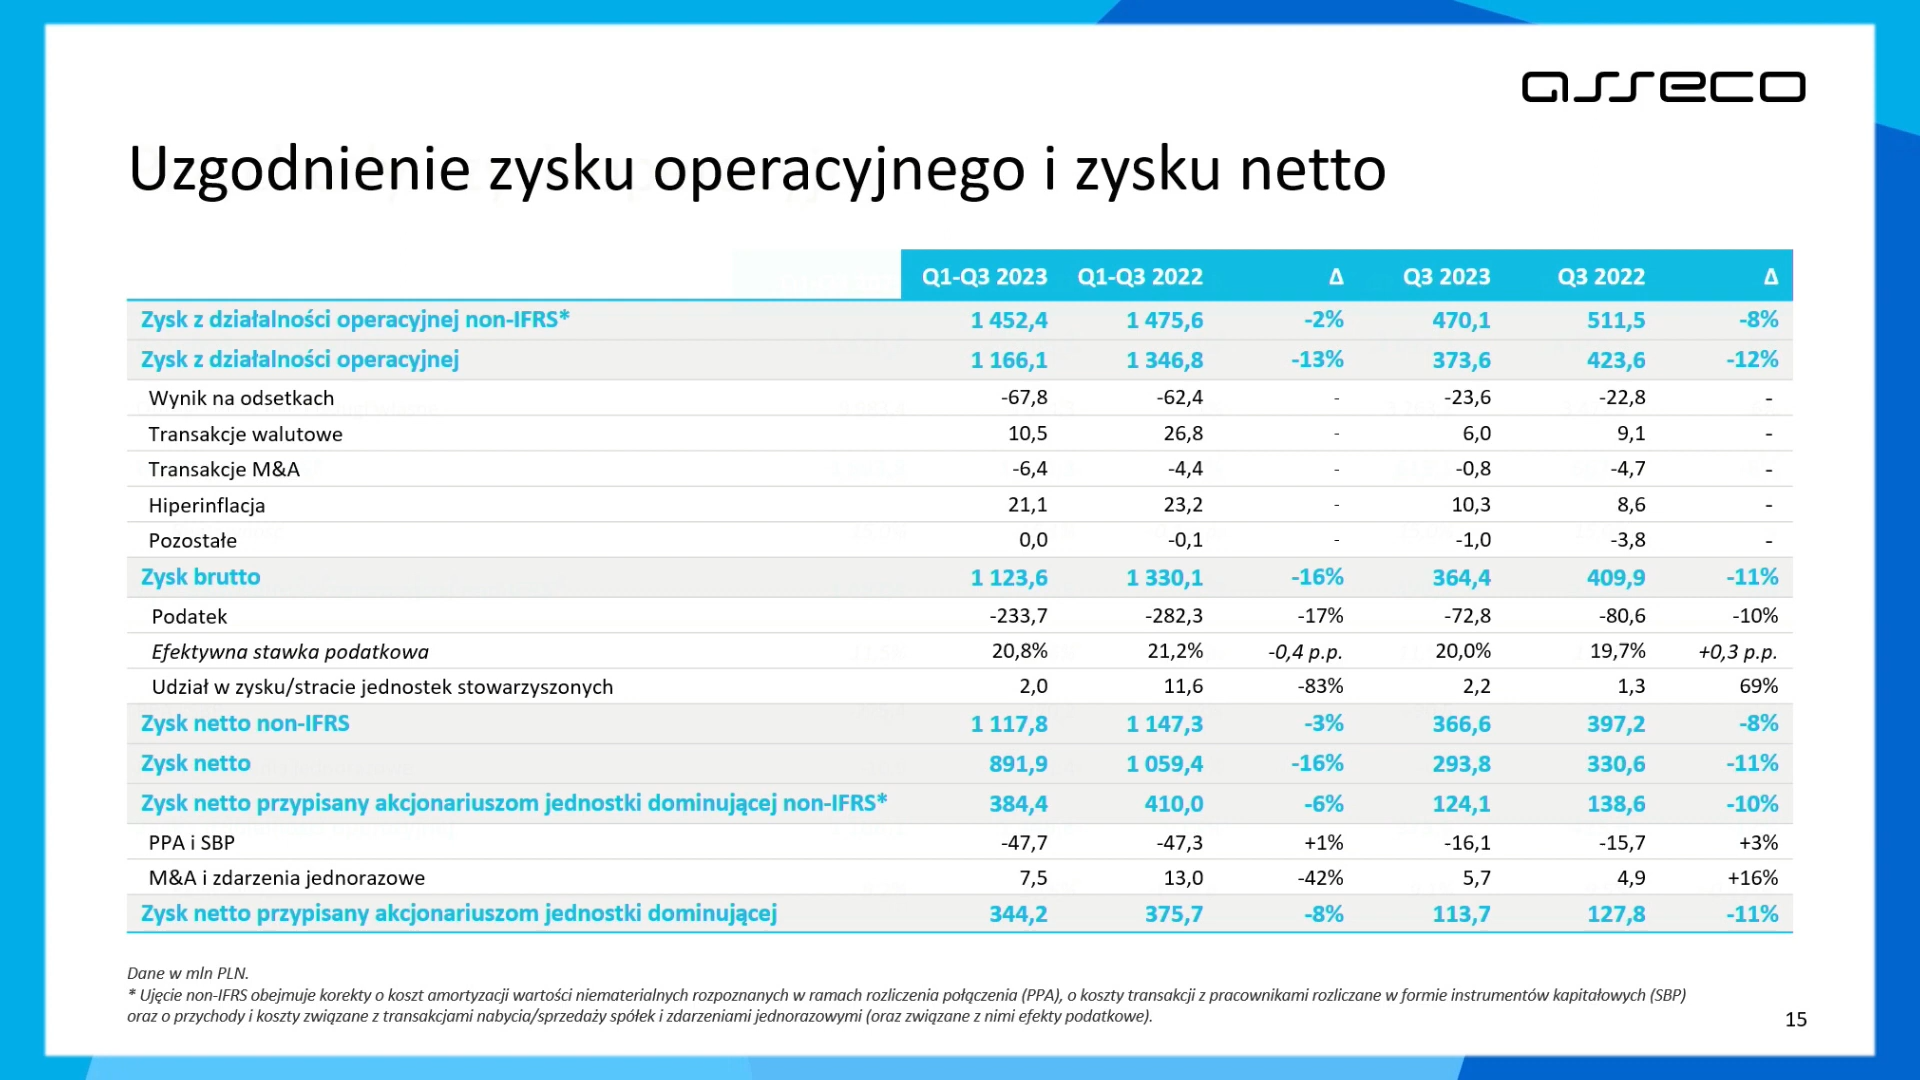 asseco
Uzgodnienie zysku operacyjnego i zysku netto
Q1-Q3 2023 Q1-Q3 2022 Δ Q3 2023 Q3 2022 Δ
Zysk z działalności operacyjnej non-IFRS* 1 452,4 1 475,6 -2% 470,1 511,5 -8%
Zysk z działalności operacyjnej 1 166,1 1 346,8 -13% 373,6 423,6 -12%
Wynik na odsetkach -67,8 -62,4 - -23,6 -22,8 -
Transakcje walutowe 10,5 26,8 - 6,0 9,1 -
Transakcje M&A -6,4 -4,4 - -0,8 -4,7 -
Hiperinflacja 21,1 23,2 - 10,3 8,6 -
Pozostałe 0,0 -0,1 - -1,0 -3,8 -
Zysk brutto 1 123,6 1 330,1 -16% 364,4 409,9 -11%
Podatek -233,7 -282,3 -17% -72,8 -80,6 -10%
Efektywna stawka podatkowa 20,8% 21,2% -0,4 p.p. 20,0% 19,7% +0,3 p.p.
Udział w zysku/stracie jednostek stowarzyszonych 2,0 11,6 -83% 2,2 1,3 69%
Zysk netto non-IFRS 1 117,8 1 147,3 -3% 366,6 397,2 -8%
Zysk netto 891,9 1 059,4 -16% 293,8 330,6 -11%
Zysk netto przypisany akcjonariuszom jednostki dominującej non-IFRS* 384,4 410,0 -6% 124,1 138,6 -10%
PPA i SBP -47,7 -47,3 +1% -16,1 -15,7 +3%
M&A i zdarzenia jednorazowe 7,5 13,0 -42% 5,7 4,9 +16%
Zysk netto przypisany akcjonariuszom jednostki dominującej 344,2 375,7 -8% 113,7 127,8 -11%
Dane w mln PLN.
* Ujęcie non-IFRS obejmuje korekty o koszt amortyzacji wartości niematerialnych rozpoznanych w ramach rozliczenia połączenia (PPA), o koszty transakcji z pracownikami rozliczane w formie instrumentów kapitałowych (SBP)
oraz o przychody i koszty związane z transakcjami nabycia/sprzedaży spółek i zdarzeniami jednorazowymi (oraz związane z nimi efekty podatkowe).
15